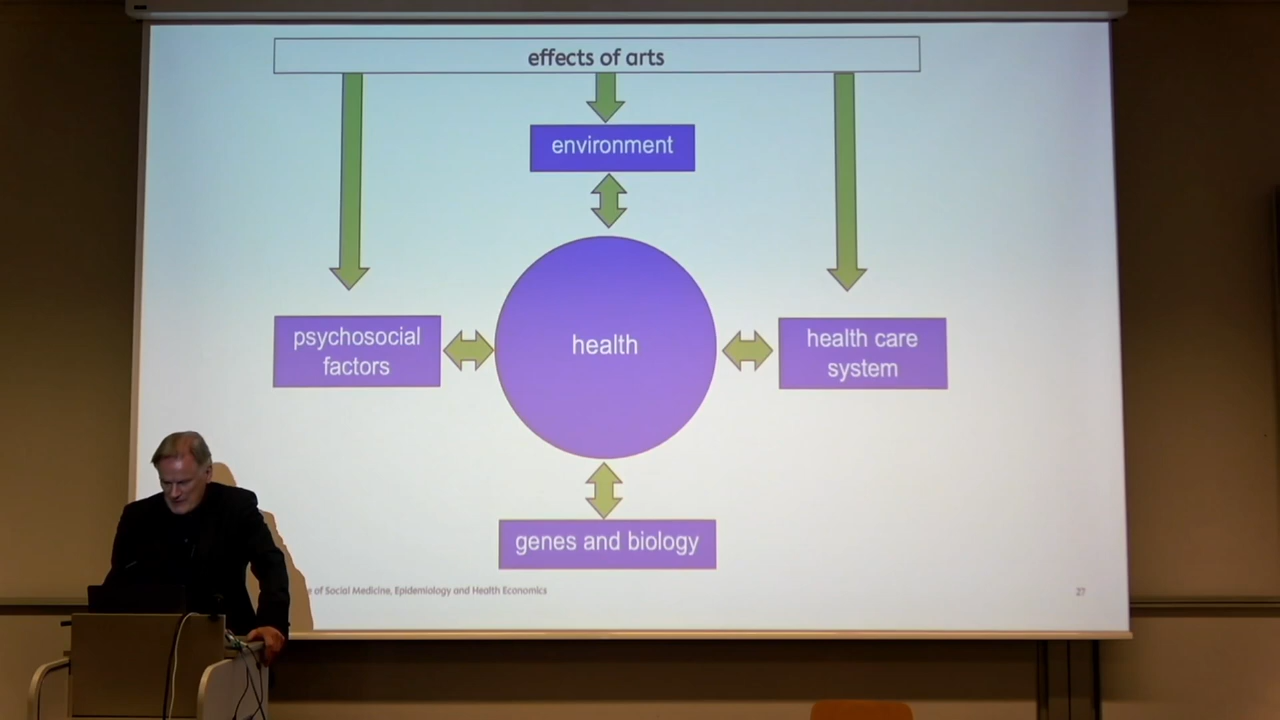 effects of arts
environment
psychosocial
factors
health
health care
system
genes and biology
of Social Medicine, Epidemiology and Health Economics
27